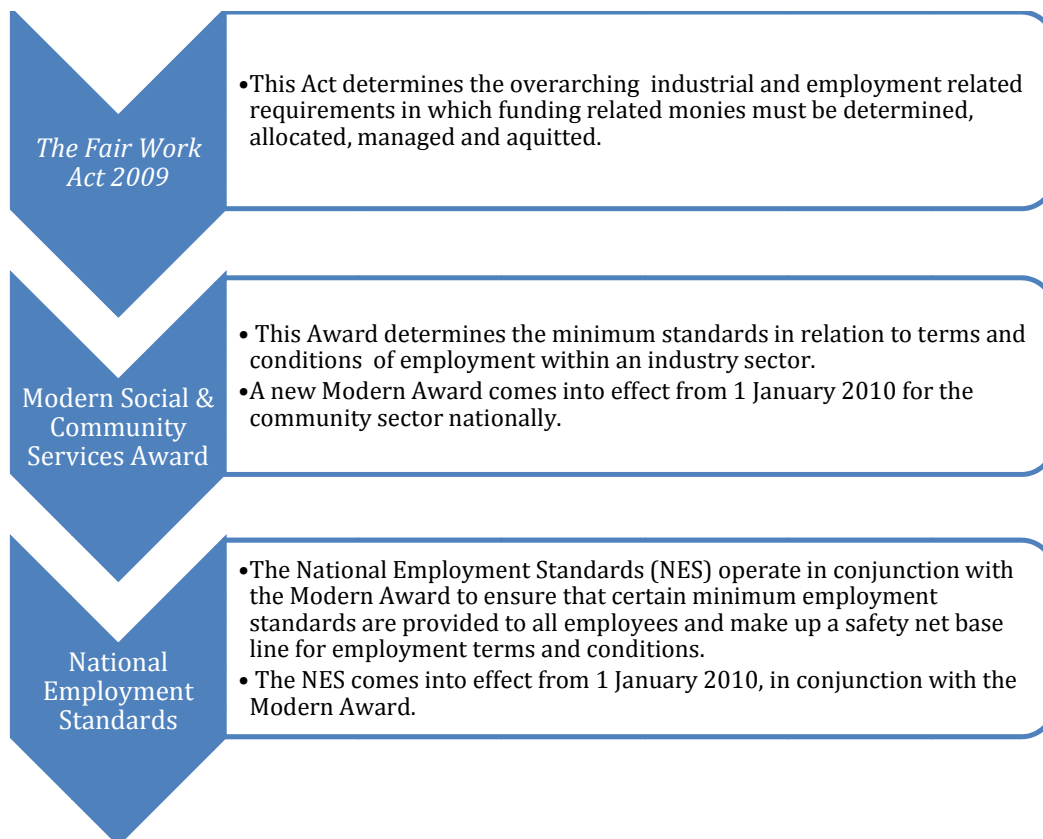 The Fair Work
Act 2009
•This Act determines the overarching industrial and employment related
requirements in which funding related monies must be determined,
allocated, managed and aquitted.
Modern Social &
Community
Services Award
• This Award determines the minimum standards in relation to terms and
conditions of employment within an industry sector.
•A new Modern Award comes into effect from 1 January 2010 for the
community sector nationally.
National
Employment
Standards
•The National Employment Standards (NES) operate in conjunction with
the Modern Award to ensure that certain minimum employment
standards are provided to all employees and make up a safety net base
line for employment terms and conditions.
• The NES comes into effect from 1 January 2010, in conjunction with the
Modern Award.